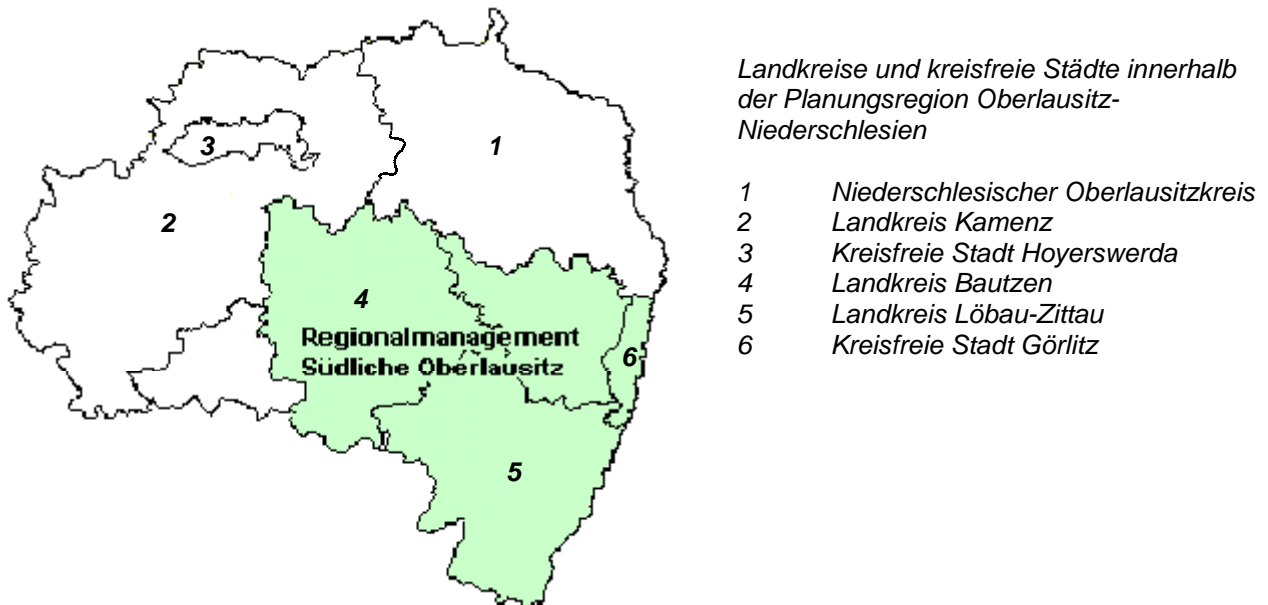 Landkreise und kreisfreie Städte innerhalb
der Planungsregion Oberlausitz-
Niederschlesien
1 Niederschlesischer Oberlausitzkreis
2 Landkreis Kamenz
3 Kreisfreie Stadt Hoyerswerda
4 Landkreis Bautzen
5 Landkreis Löbau-Zittau
6 Kreisfreie Stadt Görlitz
1
3
2
4
Regionalmanagement
Südliche Oberlausitz
6
5